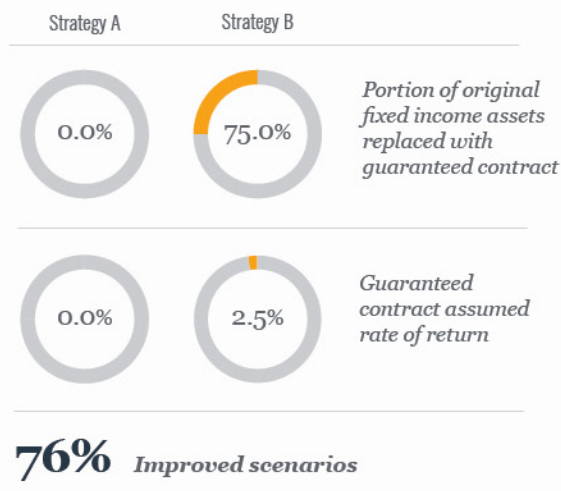 Strategy A Strategy B
0.0% 75.0%
Portion of original
fixed income assets
replaced with
guaranteed contract
0.0% 2.5%
Guaranteed
contract assumed
rate of return
76% Improved scenarios